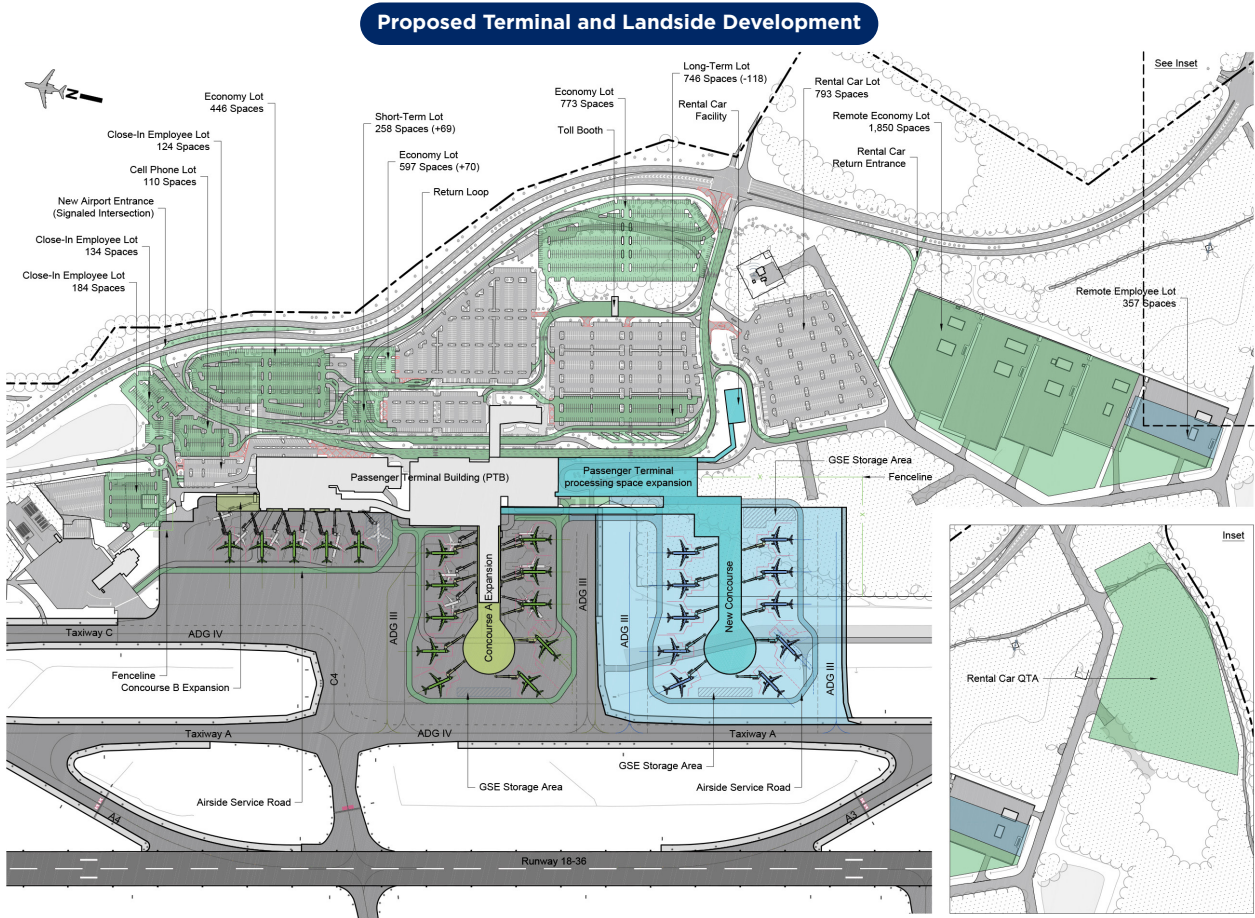 Proposed Terminal and Landside Development
N
See Inset
Long-Term Lot
746 Spaces (-118)
Rental Car Lot
793 Spaces
Economy Lot
446 Spaces
Economy Lot
773 Spaces
Rental Car
Facility
Remote Economy Lot
1,850 Spaces
Short-Term Lot
258 Spaces (+69)
Toll Booth
Close-In Employee Lot
124 Spaces
Rental Car
Return Entrance
Economy Lot
597 Spaces (+70)
Cell Phone Lot
110 Spaces
Return Loop
New Airport Entrance
(Signaled Intersection)
Close-In Employee Lot
134 Spaces
Close-In Employee Lot
184 Spaces
Remote Employee Lot
357 Spaces
Passenger Terminal Building (PTB)
Passenger Terminal
processing space expansion
GSE Storage Area
Fenceline
Inset
Concourse A Expansion
New Concourse
ADG III
ADG III
ADG III
ADG III
Taxiway C
ADG IV
C4
Fenceline
Concourse B Expansion
Rental Car QTA
Taxiway A
ADG IV
Taxiway A
GSE Storage Area
GSE Storage Area
Airside Service Road
Airside Service Road
A4
A3
Runway 18-36